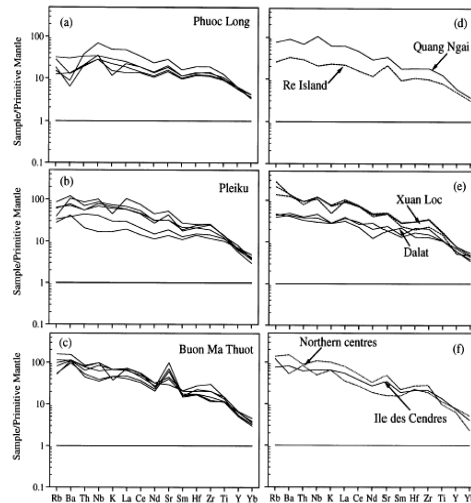 (a)
Phuoc Long
100
10
1
0.1
Sample/Primitive Mantle
(d)
Quang Ngai
Re Island
(b)
Pleiku
100
10
1
0.1
Sample/Primitive Mantle
(e)
Xuan Loc
Dalat
(c)
Buon Ma Thuot
100
10
1
0.1
Sample/Primitive Mantle
Rb Ba Th Nb K La Ce Nd Sr Sm Hf Zr Ti Y Yb
(f)
Northern centres
Ile des Cendres
Rb Ba Th Nb K La Ce Nd Sr Sm Hf Zr Ti Y